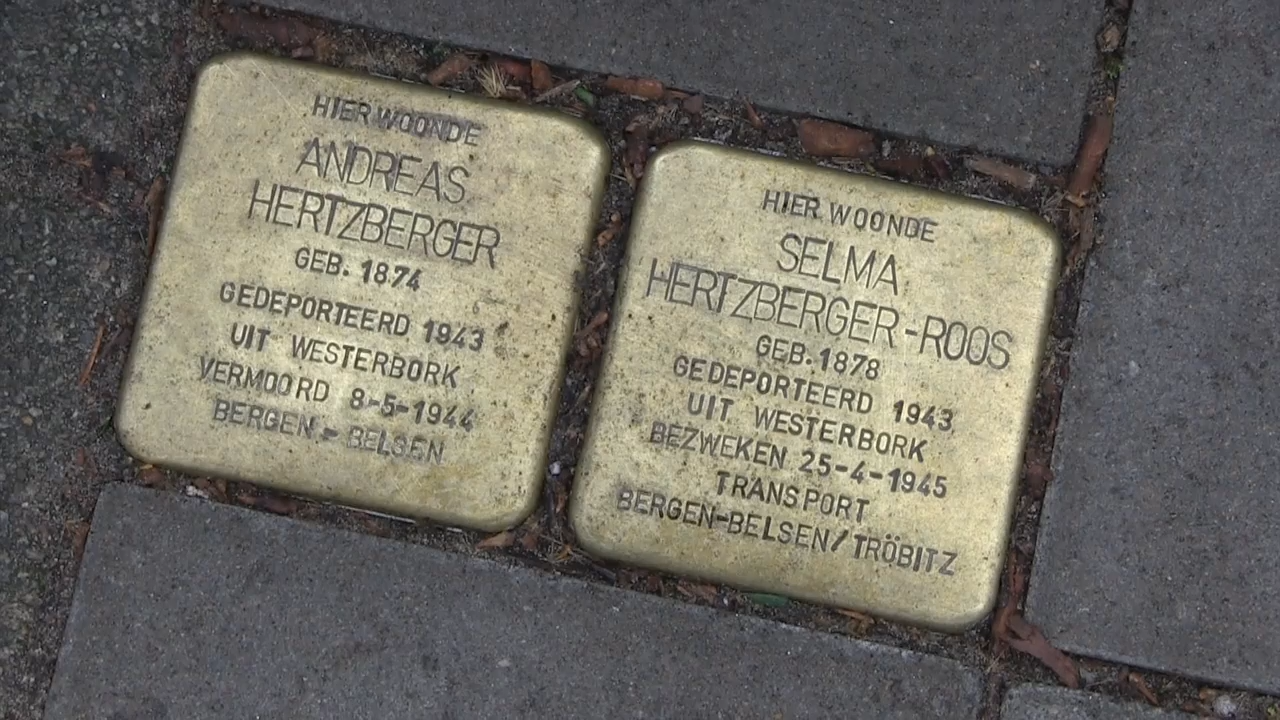 HIER WOONDE
ANDREAS
HERTZBERGER
GEB. 1874
GEDEPORTEERD 1943
UIT WESTERBORK
VERMOORD 8-5-1944
BERGEN-BELSEN
HIER WOONDE
SELMA
HERTZBERGER-ROOS
GEB. 1878
GEDEPORTEERD 1943
UIT WESTERBORK
BEZWEKEN 25-4-1945
TRANSPORT
BERGEN-BELSEN/TRÖBITZ